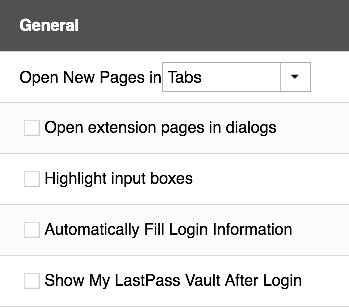 General
Open New Pages in Tabs
Open extension pages in dialogs
Highlight input boxes
Automatically Fill Login Information
Show My LastPass Vault After Login